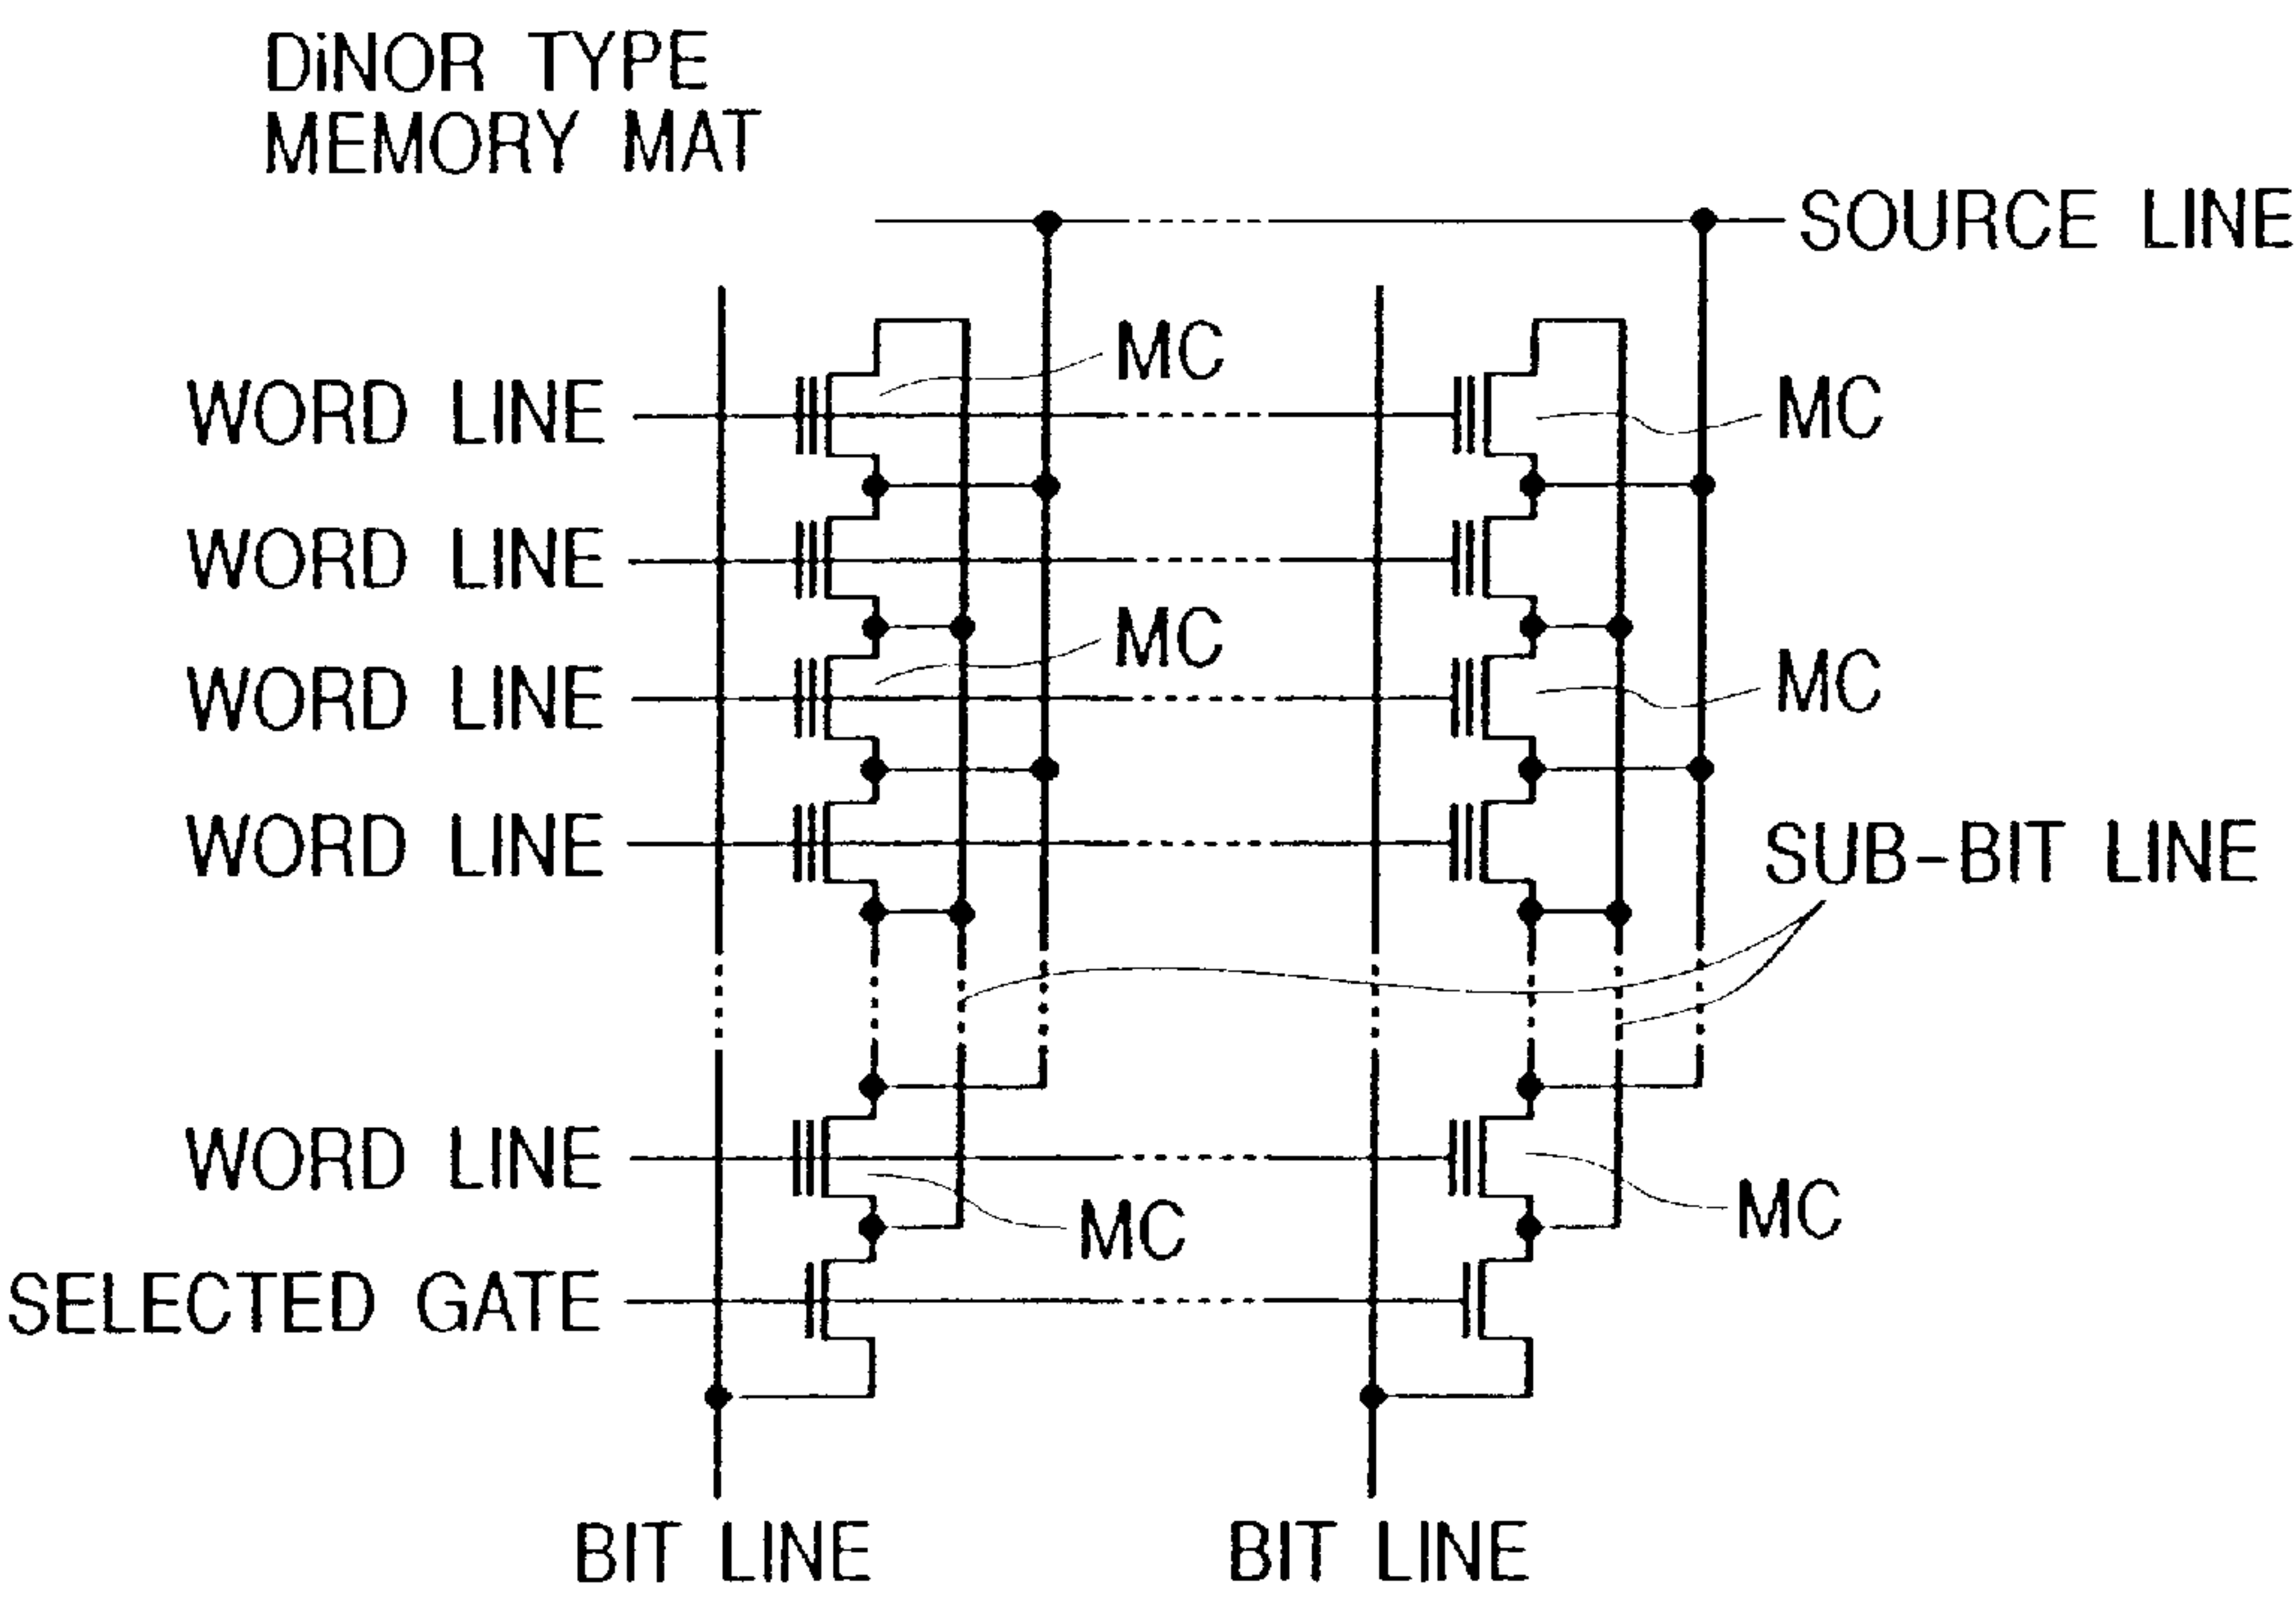 DiNOR TYPE
MEMORY MAT
SOURCE LINE
MC
WORD LINE
MC
WORD LINE
MC
WORD LINE
MC
WORD LINE
SUB-BIT LINE
WORD LINE
MC
MC
SELECTED GATE
BIT LINE
BIT LINE